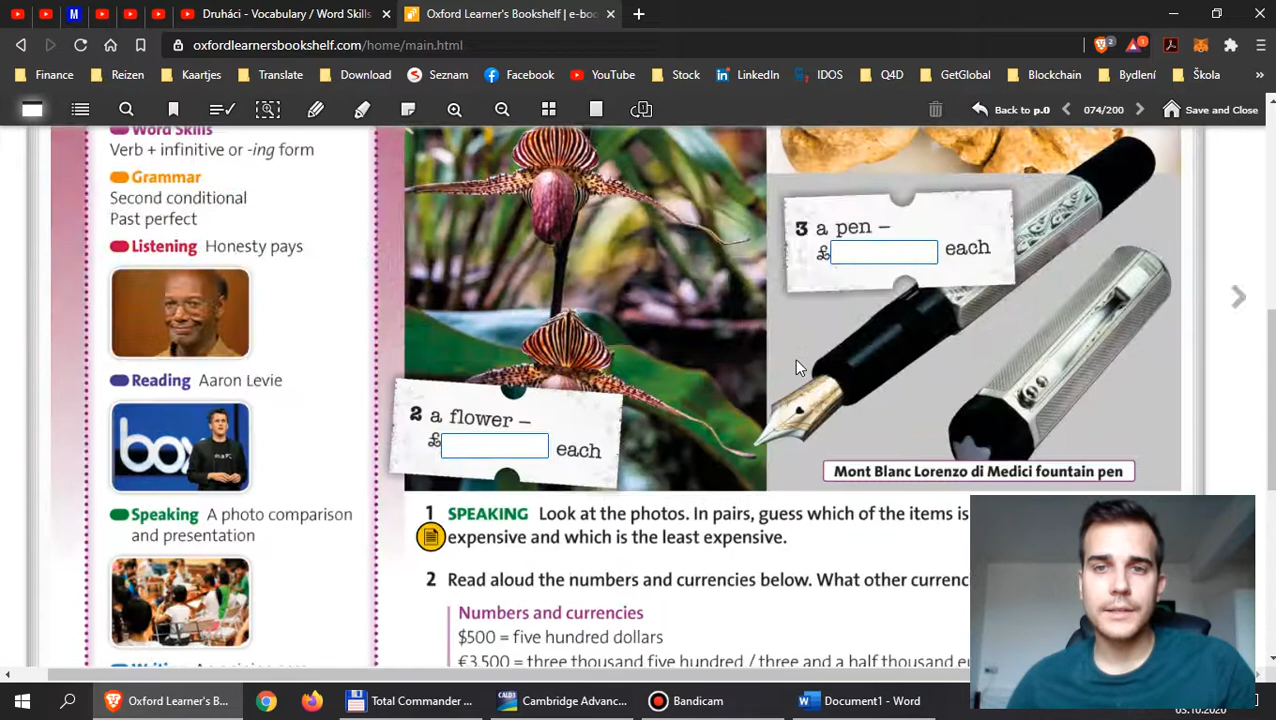 Druháci - Vocabulary / Word Skills
Oxford Learner's Bookshelf | e-boo
oxfordlearnersbookshelf.com/home/main.html
2
1
Finance
Reizen
Kaartjes
Translate
Download
Seznam
Facebook
YouTube
Stock
LinkedIn
IDOS
Q4D
GetGlobal
Blockchain
Bydlení
Škola
Back to p.0
074/200
Save and Close
Word Skills
Verb + infinitive or -ing form
Grammar
Second conditional
Past perfect
Listening Honesty pays
Reading Aaron Levie
box
Speaking A photo comparison
and presentation
2 a flower –
£ each
3 a pen –
£ each
Mont Blanc Lorenzo di Medici fountain pen
1 SPEAKING Look at the photos. In pairs, guess which of the items is
expensive and which is the least expensive.
2 Read aloud the numbers and currencies below. What other currenc
Numbers and currencies
$500 = five hundred dollars
€3,500 = three thousand five hundred / three and a half thousand e
Oxford Learner's B...
Total Commander ...
Cambridge Advanc...
Bandicam
Document1 - Word
03.10.2020